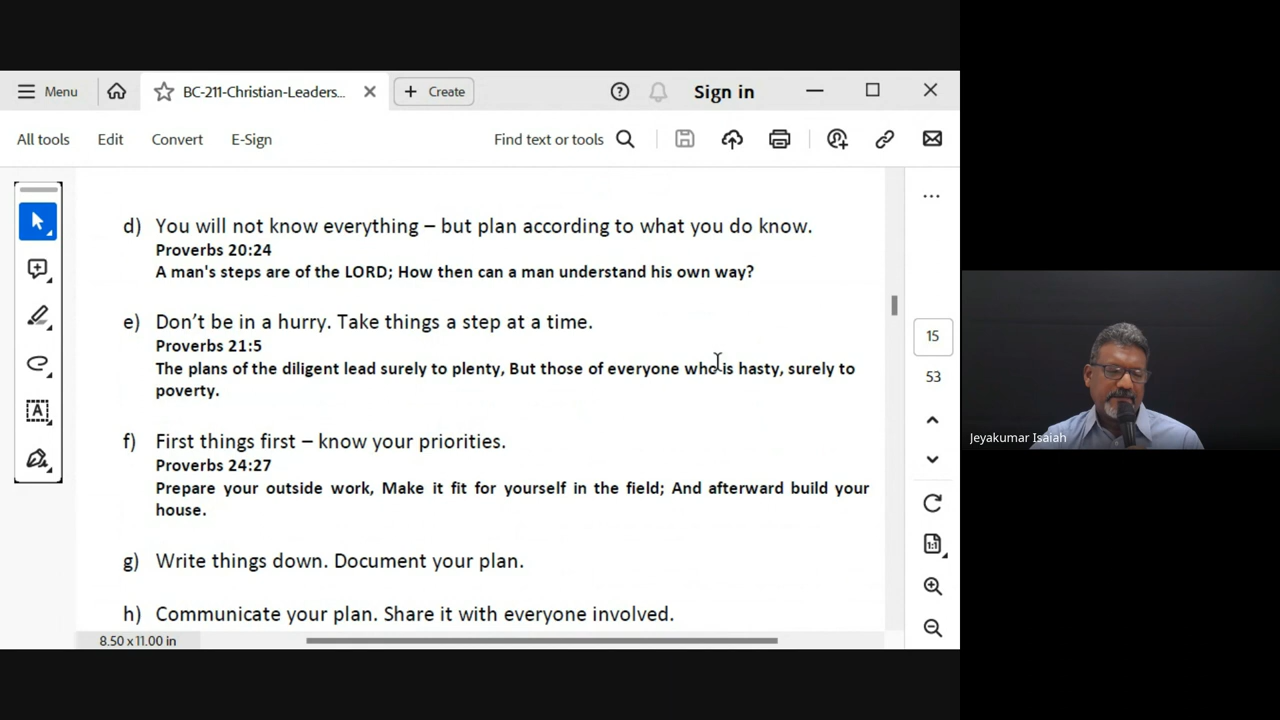 Menu
BC-211-Christian-Leaders...
Create
Sign in
All tools
Edit
Convert
E-Sign
Find text or tools
d) You will not know everything – but plan according to what you do know.
Proverbs 20:24
A man's steps are of the LORD; How then can a man understand his own way?
e) Don’t be in a hurry. Take things a step at a time.
Proverbs 21:5
The plans of the diligent lead surely to plenty, But those of everyone who is hasty, surely to
poverty.
f) First things first – know your priorities.
Proverbs 24:27
Prepare your outside work, Make it fit for yourself in the field; And afterward build your
house.
g) Write things down. Document your plan.
h) Communicate your plan. Share it with everyone involved.
8.50 x 11.00 in
15
53
1:1
Jeyakumar Isaiah